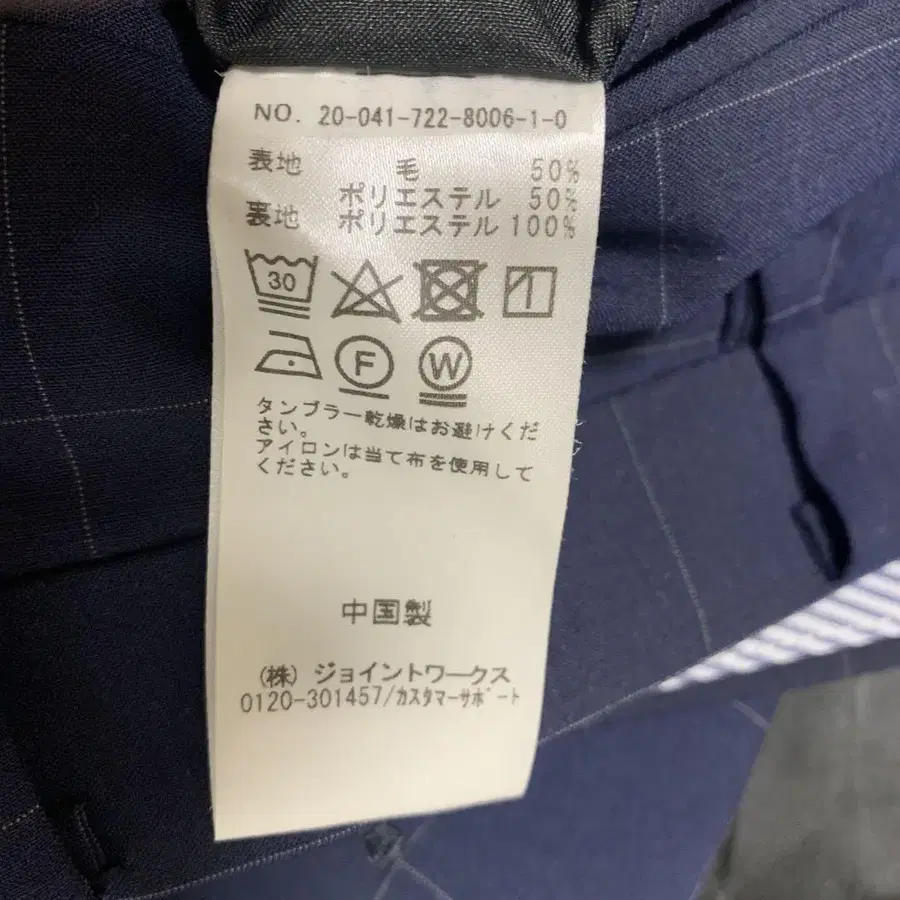 NO. 20-041-722-8006-1-0
表地 毛 50%
ポリエステル 50%
裏地 ポリエステル 100%
30
F W
タンブラー乾燥はお避けくだ
さい。
アイロンは当て布を使用して
ください。
中国製
(株) ジョイントワークス
0120-301457/カスタマーサポート